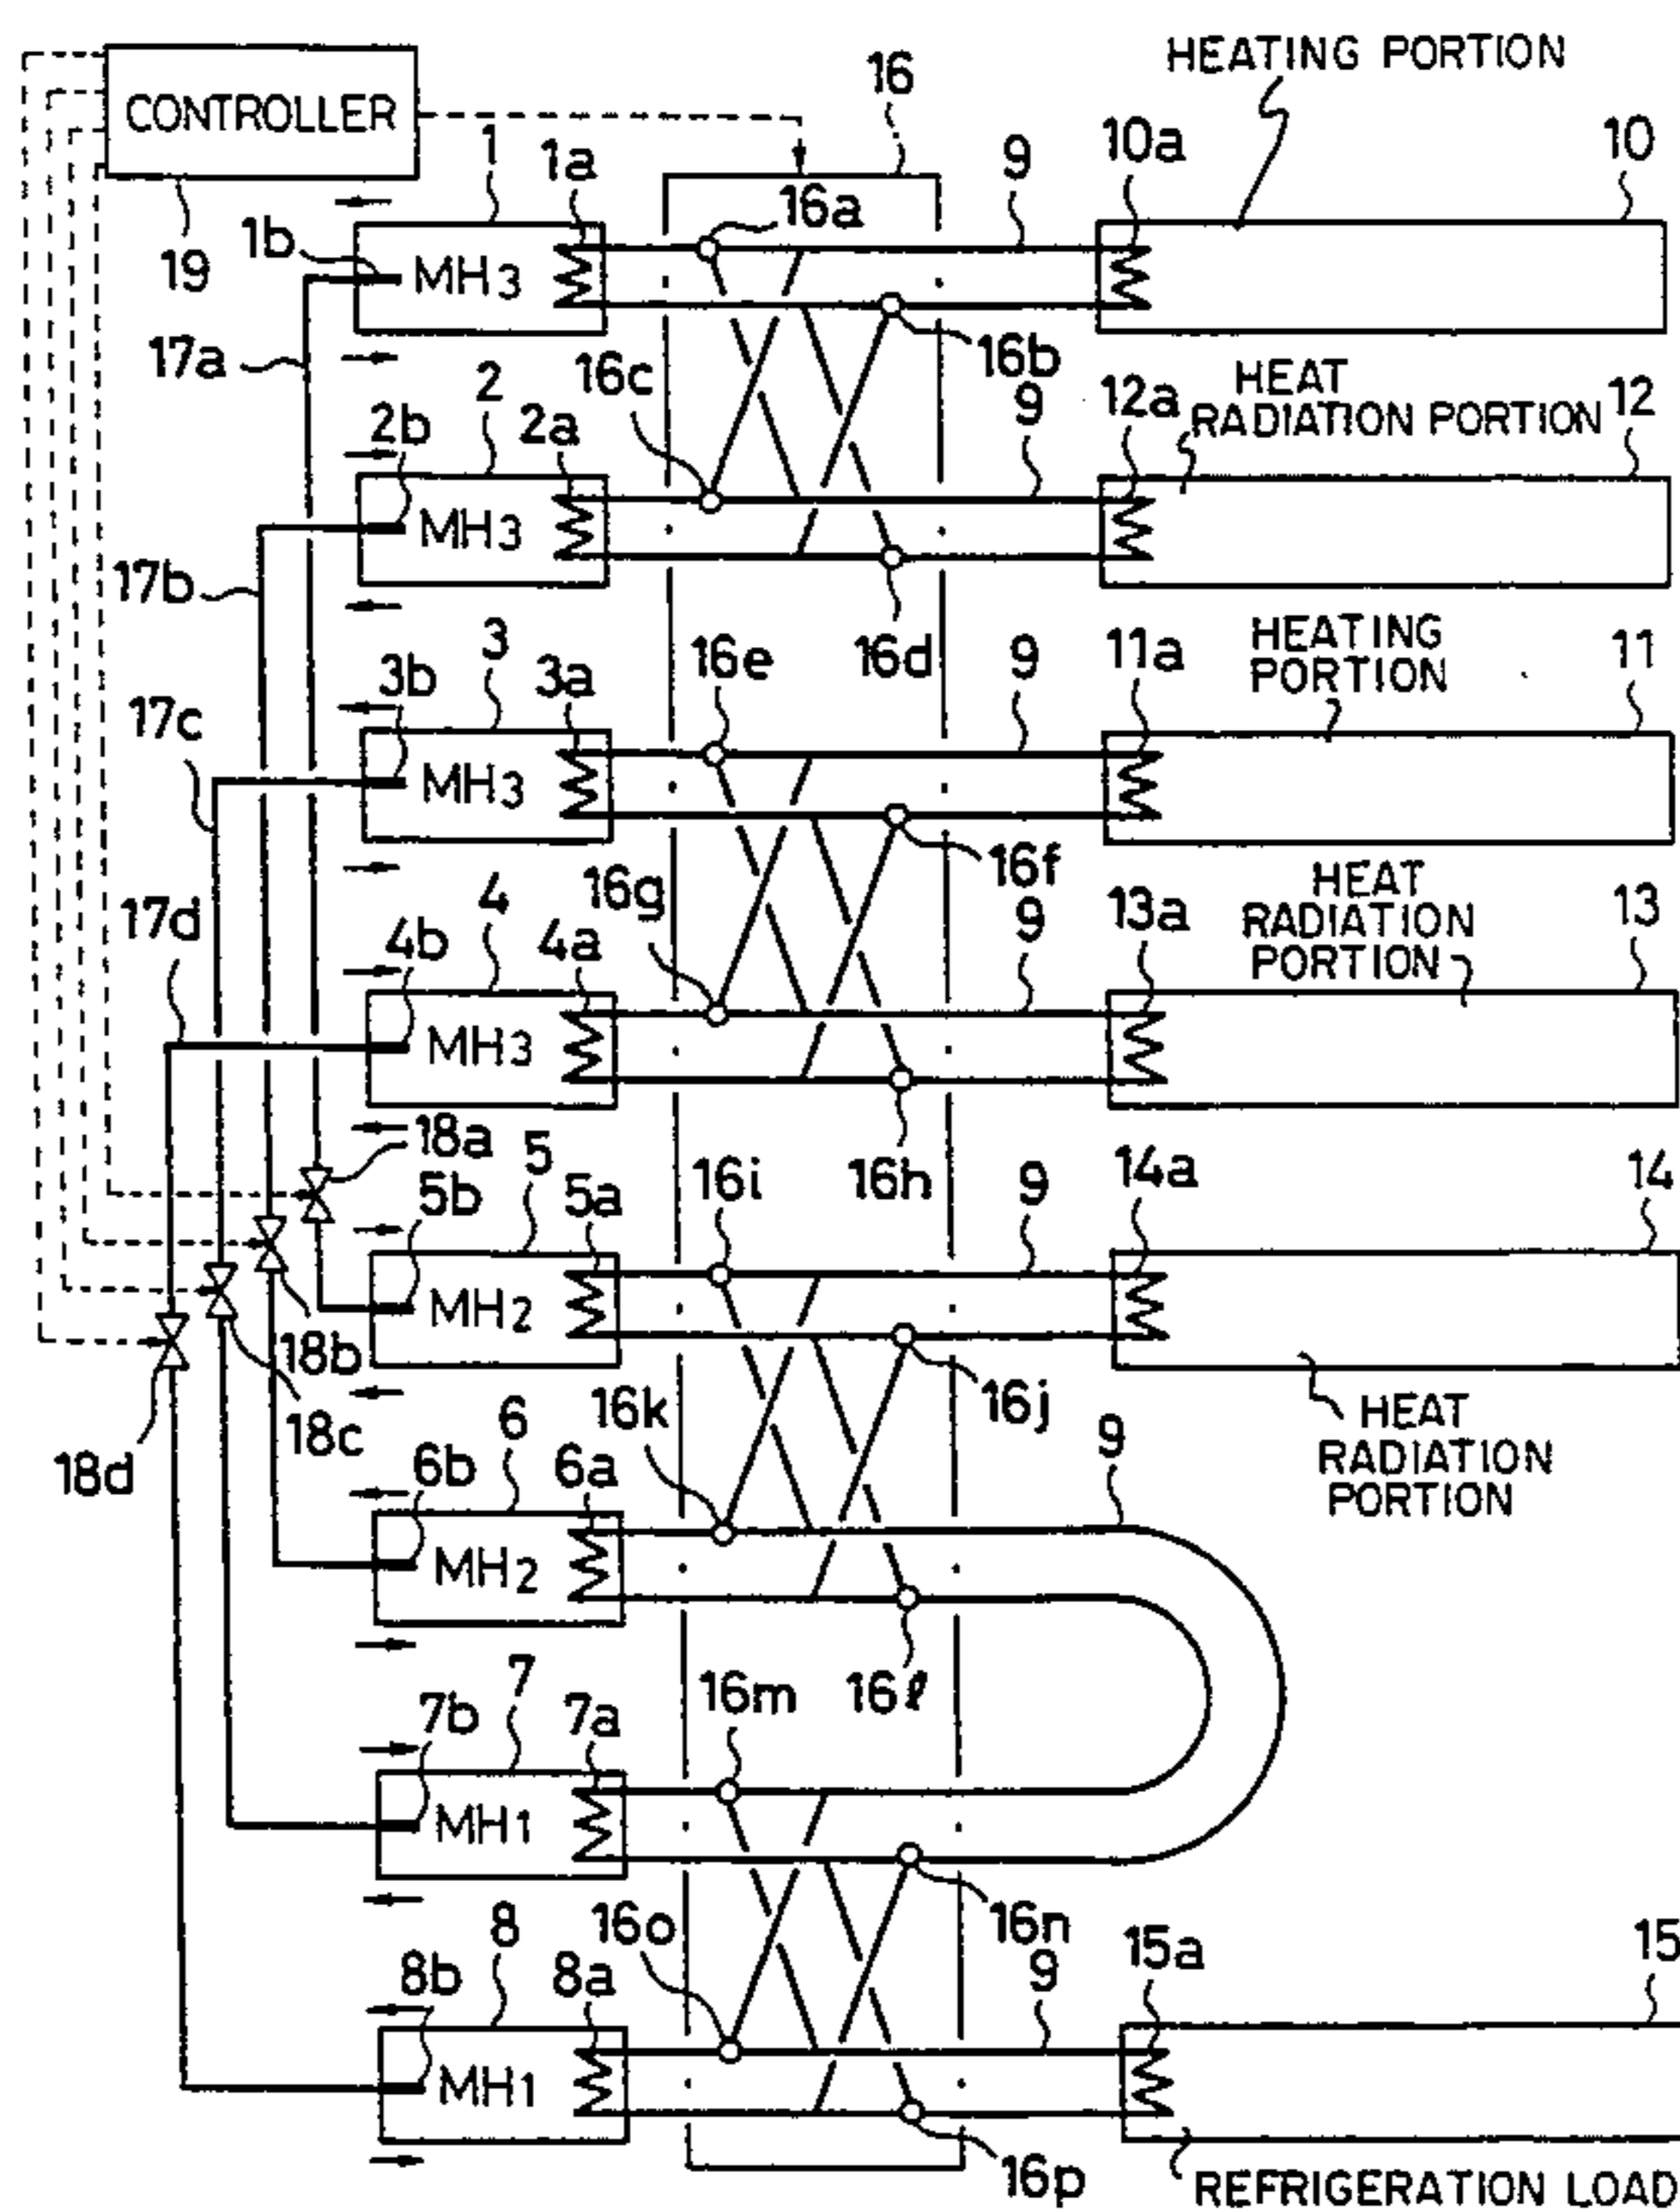 HEATING PORTION
16
CONTROLLER
1
1a
9
10a
10
16a
1b
19
MH3
17a
16b
16c
HEAT
RADIATION PORTION
12
2
2a
2b
9
12a
MH3
17b
HEATING
PORTION
11
3
3a
3b
16e
16d
9
11a
17c
MH3
16f
HEAT
RADIATION
PORTION
13
17d
4
4a
4b
16g
9
13a
MH3
18a
5
5a
5b
16i
16h
9
14a
14
MH2
18b
18c
18d
16j
HEAT
RADIATION
PORTION
6
6a
6b
16k
9
MH2
7
7a
7b
16m
16l
MH1
16n
8
8a
8b
16o
9
15a
15
MH1
16p
REFRIGERATION LOAD